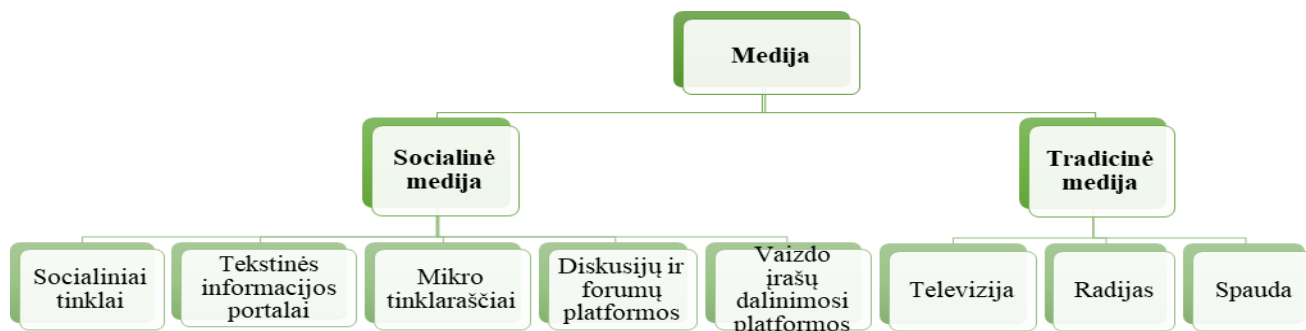 Medija
Socialinė
medija
Tradicinė
medija
Socialiniai
tinklai
Tekstinės
informacijos
portalai
Mikro
tinklaraščiai
Diskusijų ir
forumų
platformos
Vaizdo
įrašų
dalinimosi
platformos
Televizija
Radijas
Spauda